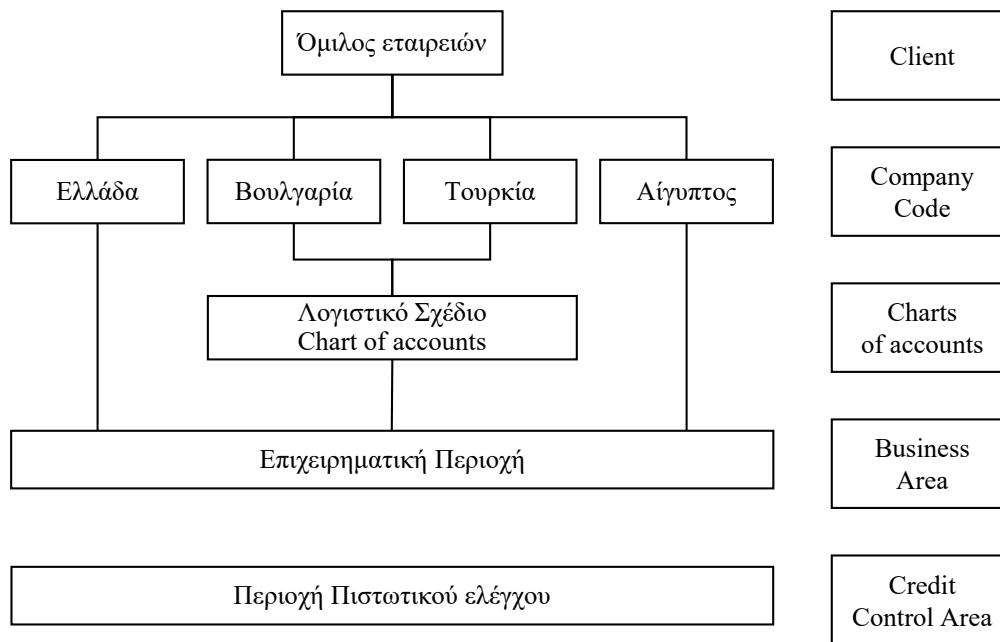 Όμιλος εταιρειών
Client
Ελλάδα
Βουλγαρία
Τουρκία
Αίγυπτος
Company
Code
Λογιστικό Σχέδιο
Chart of accounts
Charts
of accounts
Επιχειρηματική Περιοχή
Business
Area
Περιοχή Πιστωτικού ελέγχου
Credit
Control Area